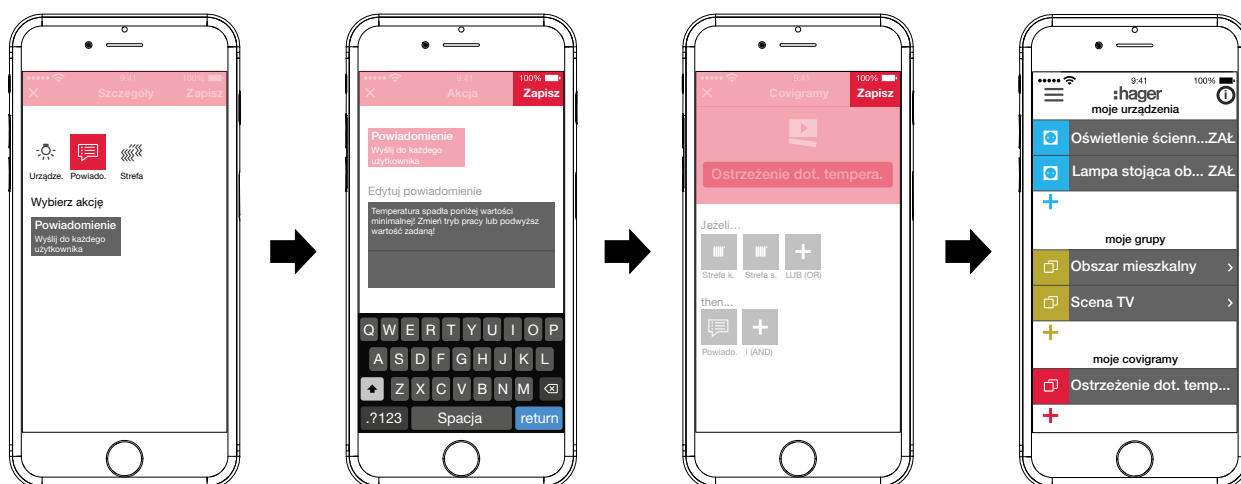 9:41 100%
Szczegóły Zapisz
Urządze. Powiado. Strefa
Wybierz akcję
Powiadomienie
Wyślij do każdego
użytkownika
9:41 100%
Akcja Zapisz
Powiadomienie
Wyślij do każdego
użytkownika
Edytuj powiadomienie
Temperatura spadła poniżej wartości
minimalnej! Zmień tryb pracy lub podwyższ
wartość zadaną!
Q W E R T Y U I O P
A S D F G H J K L
Z X C V B N M
.?123 Spacja return
9:41 100%
Covigramy Zapisz
Ostrzeżenie dot. tempera.
Jeżeli...
Strefa k. Strefa s. LUB (OR)
then...
Powiado. I (AND)
9:41 100%
:hager
moje urządzenia
Oświetlenie ścienn...ZAŁ
Lampa stojąca ob... ZAŁ
moje grupy
Obszar mieszkalny
Scena TV
moje covigramy
Ostrzeżenie dot. temp...